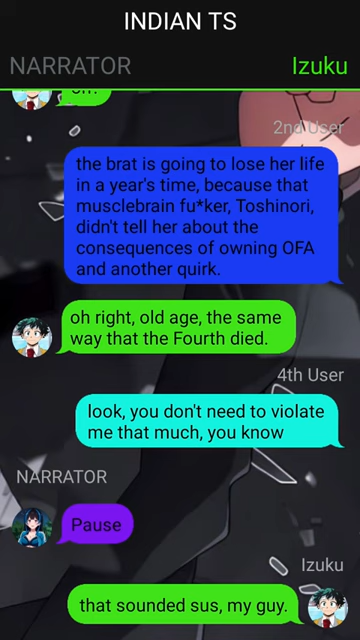 INDIAN TS
NARRATOR Izuku
2nd User
the brat is going to lose her life
in a year's time, because that
musclebrain fu*ker, Toshinori,
didn't tell her about the
consequences of owning OFA
and another quirk.
oh right, old age, the same
way that the Fourth died.
4th User
look, you don't need to violate
me that much, you know
NARRATOR
Pause
Izuku
that sounded sus, my guy.